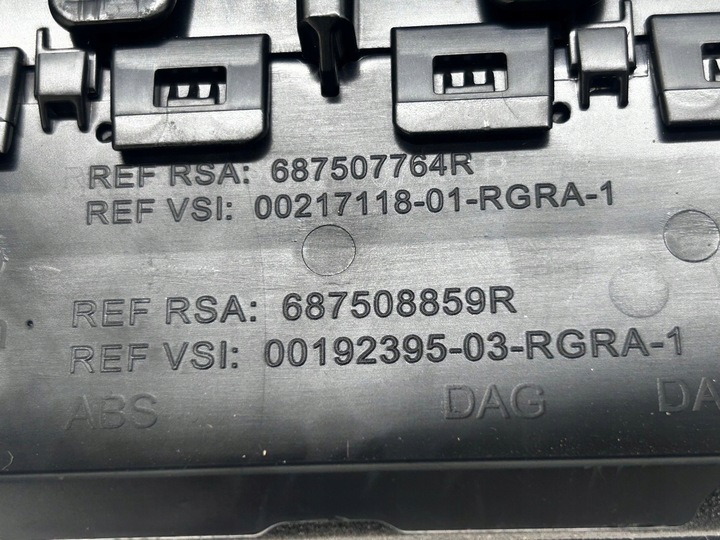 REF RSA: 687507764R
REF VSI: 00217118-01-RGRA-1
REF RSA: 687508859R
REF VSI: 00192395-03-RGRA-1
ABS DAG